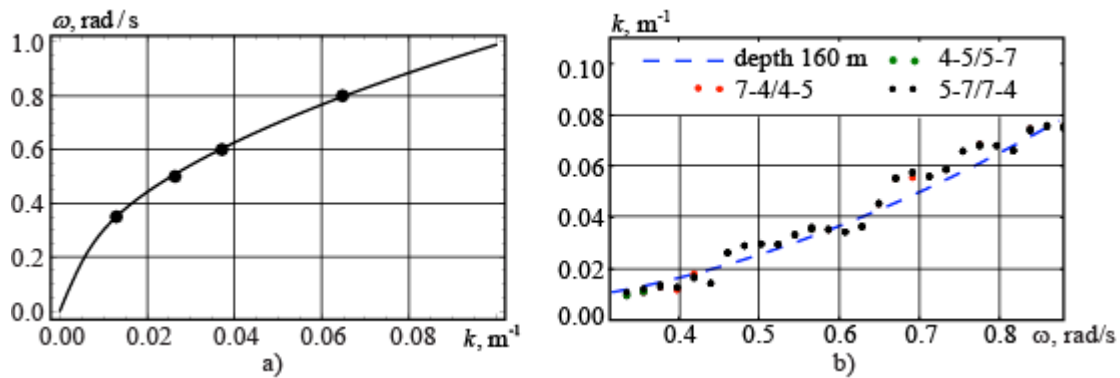 ω, rad / s
1.0
0.8
0.6
0.4
0.2
0.0
0.00 0.02 0.04 0.06 0.08 k, m⁻¹
a)
k, m⁻¹
0.10
0.08
0.06
0.04
0.02
0.00
depth 160 m
4-5/5-7
7-4/4-5
5-7/7-4
0.4 0.5 0.6 0.7 0.8 ω, rad/s
b)